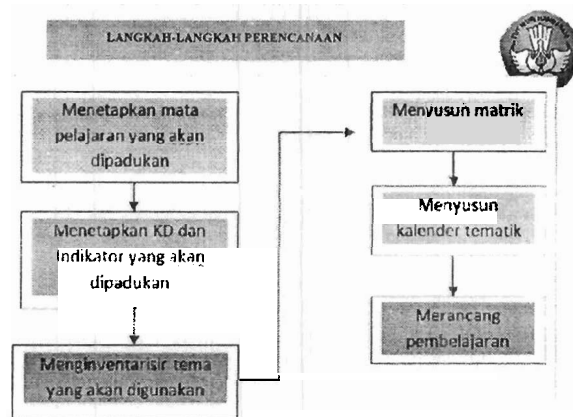 LANGKAH-LANGKAH PERENCANAAN
Menetapkan mata
pelajaran yang akan
dipadukan
Menetapkan KD dan
Indikator yang akan
dipadukan
Menginventarisir tema
yang akan digunakan
Menyusun matrik
Menyusun
kalender tematik
Merancang
pembelajaran